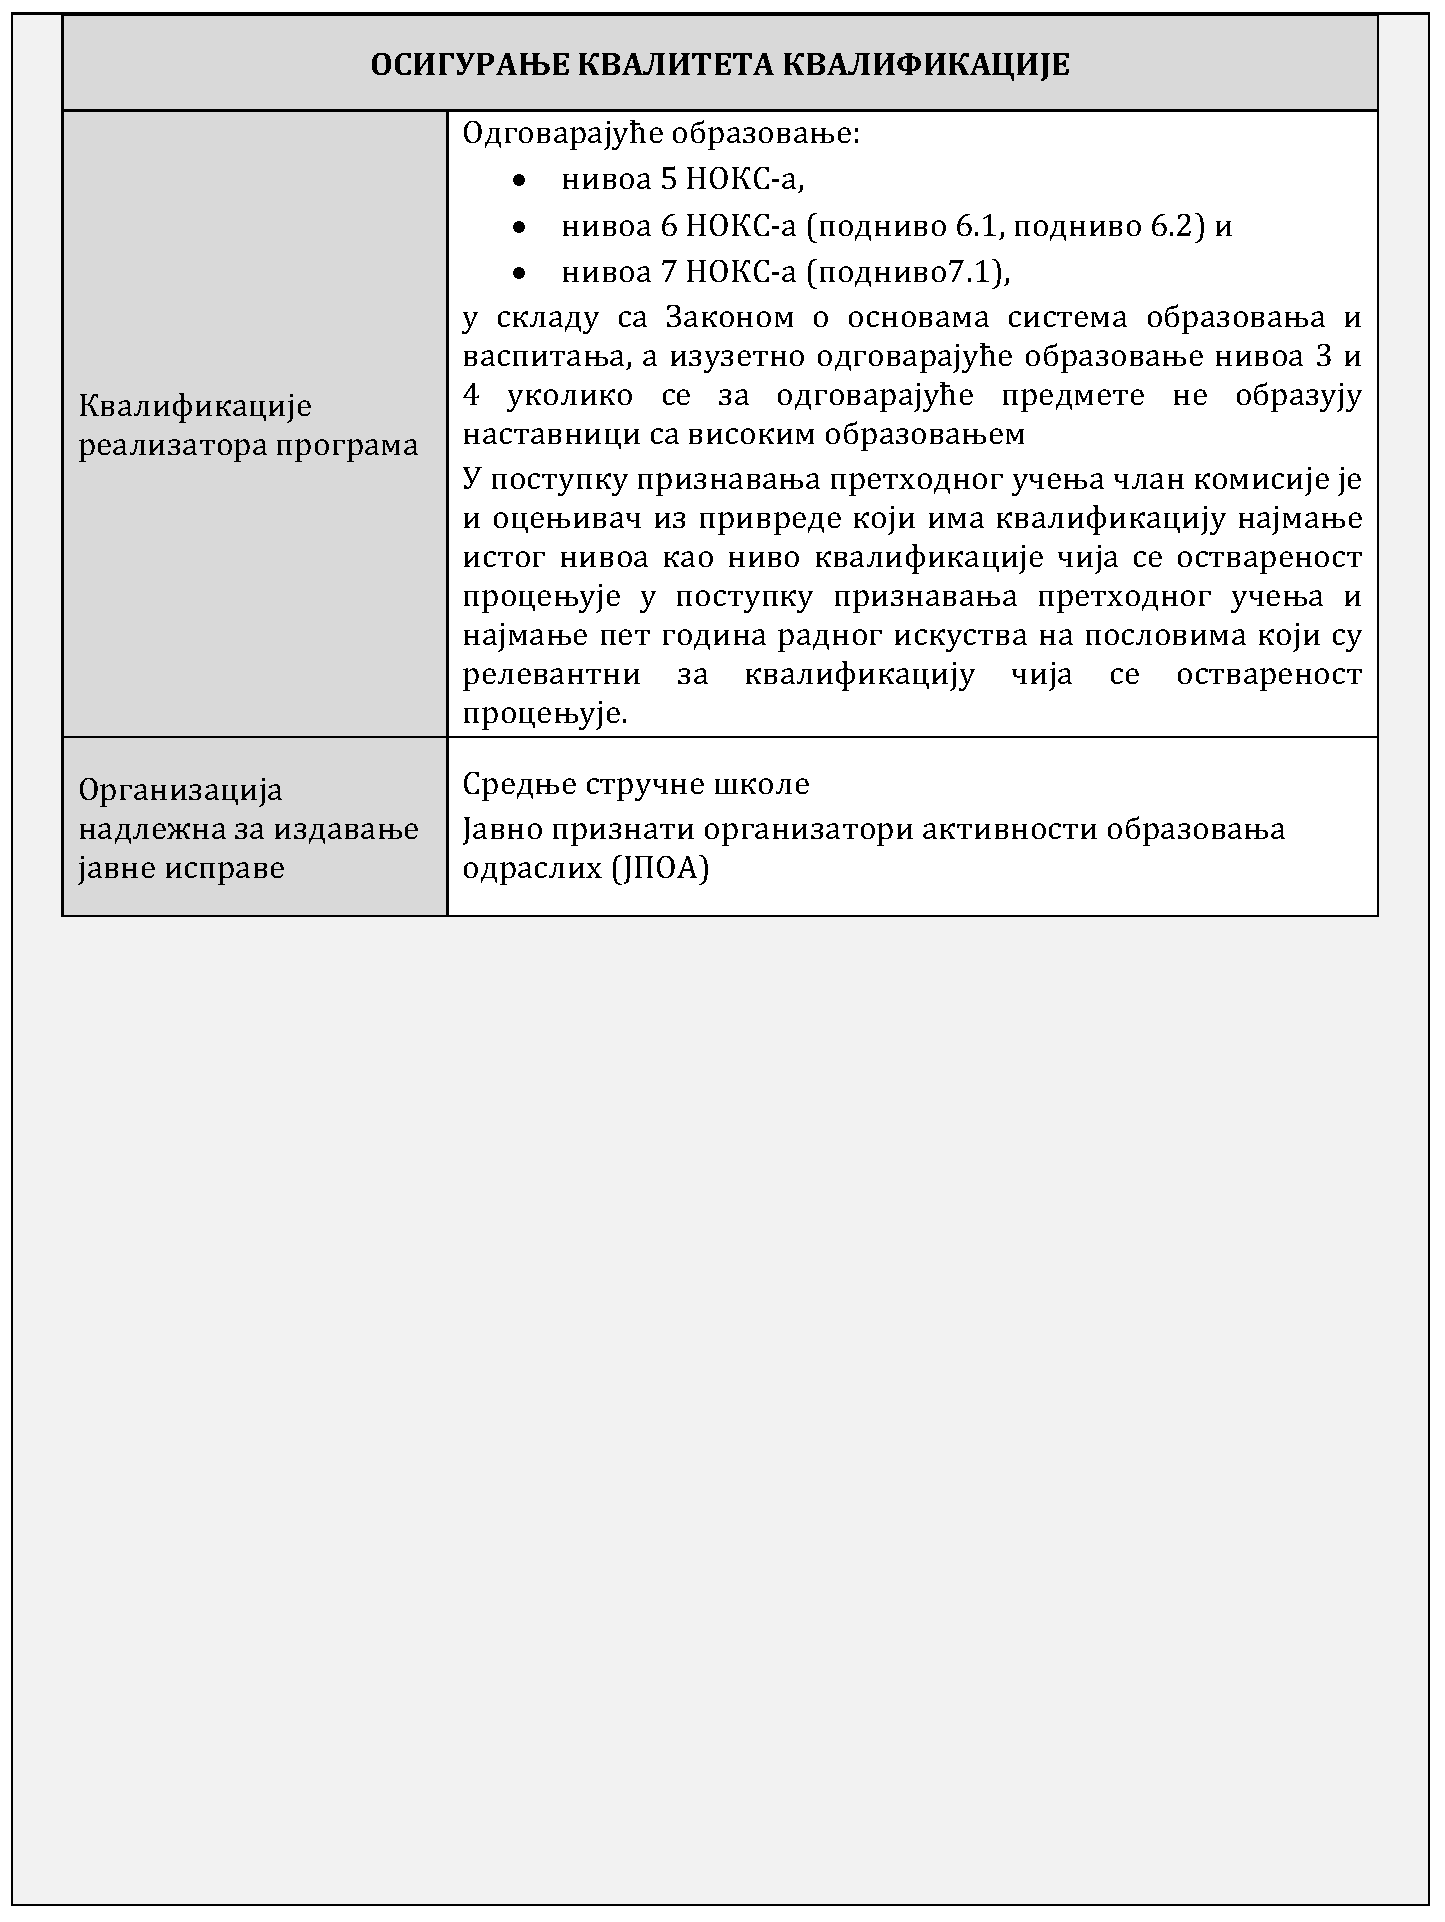 ОСИГУРАЊЕ КВАЛИТЕТА КВАЛИФИКАЦИЈЕ
Квалификације
реализатора програма
Одговарајуће образовање:
• нивоа 5 НОКС-а,
• нивоа 6 НОКС-а (подниво 6.1, подниво 6.2) и
• нивоа 7 НОКС-а (подниво7.1),
у складу са Законом о основама система образовања и
васпитања, а изузетно одговарајуће образовање нивоа 3 и
4 уколико се за одговарајуће предмете не образују
наставници са високим образовањем
У поступку признавања претходног учења члан комисије је
и оцењивач из привреде који има квалификацију најмање
истог нивоа као ниво квалификације чија се оствареност
процењује у поступку признавања претходног учења и
најмање пет година радног искуства на пословима који су
релевантни за квалификацију чија се оствареност
процењује.
Организација
надлежна за издавање
јавне исправе
Средње стручне школе
Јавно признати организатори активности образовања
одраслих (ЈПОА)